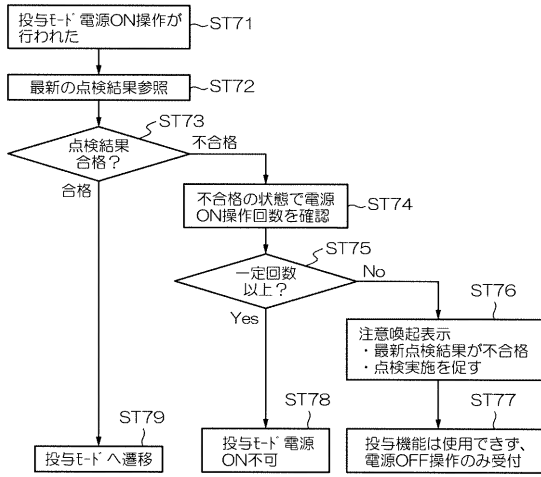 投与ﾓｰﾄﾞ電源ON操作が
行われた
ST71
最新の点検結果参照
ST72
ST73
点検結果
合格？
不合格
合格
不合格の状態で電源
ON操作回数を確認
ST74
ST75
一定回数
以上？
No
Yes
ST76
注意喚起表示
・最新点検結果が不合格
・点検実施を促す
ST77
投与機能は使用できず、
電源OFF操作のみ受付
ST78
投与ﾓｰﾄﾞ電源
ON不可
ST79
投与ﾓｰﾄﾞへ遷移